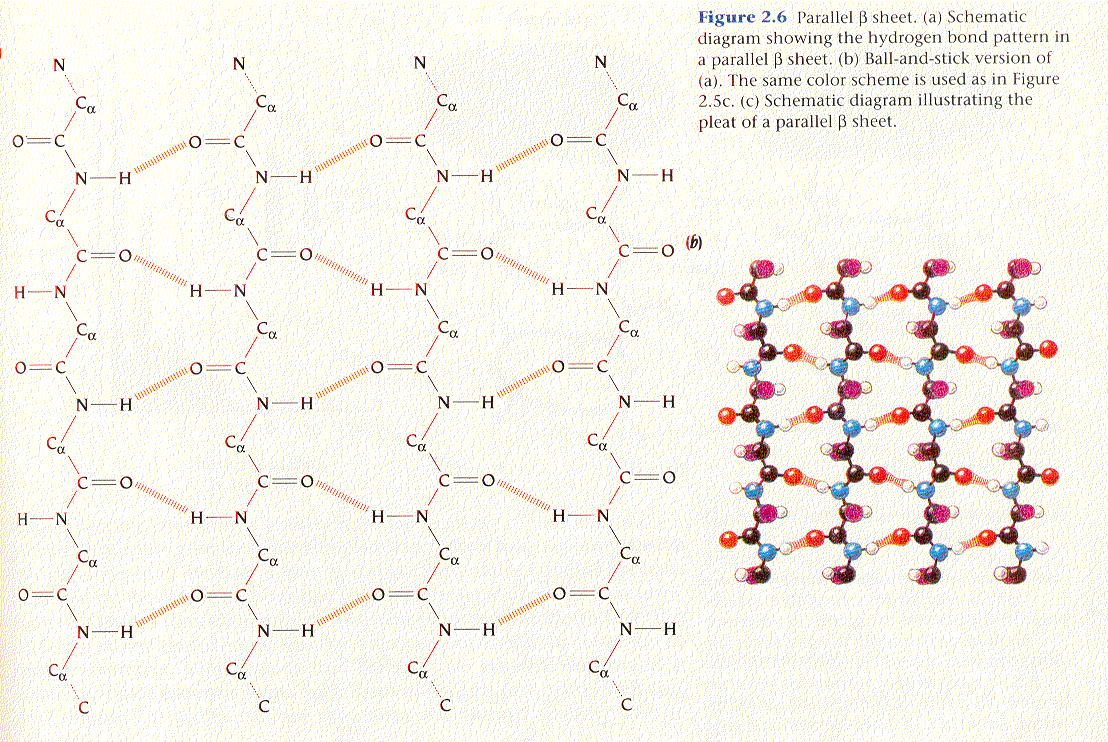 Figure 2.6 Parallel β sheet. (a) Schematic
diagram showing the hydrogen bond pattern in
a parallel β sheet. (b) Ball-and-stick version of
(a). The same color scheme is used as in Figure
2.5c. (c) Schematic diagram illustrating the
pleat of a parallel β sheet.
N N N N
Cα Cα Cα Cα
O C O C O C O C
N H N H N H N H
Cα Cα Cα Cα
C O C O C O C O
H N H N H N H N
Cα Cα Cα Cα
O C O C O C O C
N H N H N H N H
Cα Cα Cα Cα
C O C O C O C O
H N H N H N H N
Cα Cα Cα Cα
O C O C O C O C
N H N H N H N H
Cα Cα Cα Cα
C C C C
(b)